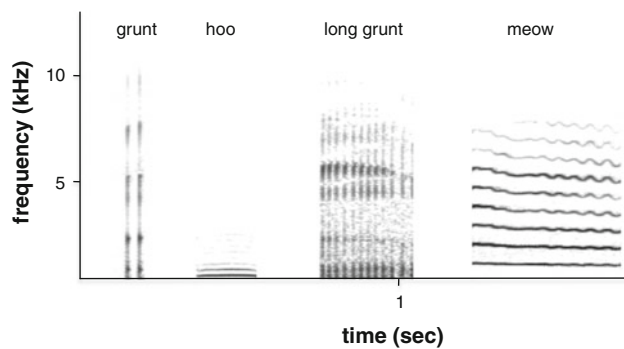 grunt hoo long grunt meow
10
5
frequency (kHz)
1
time (sec)